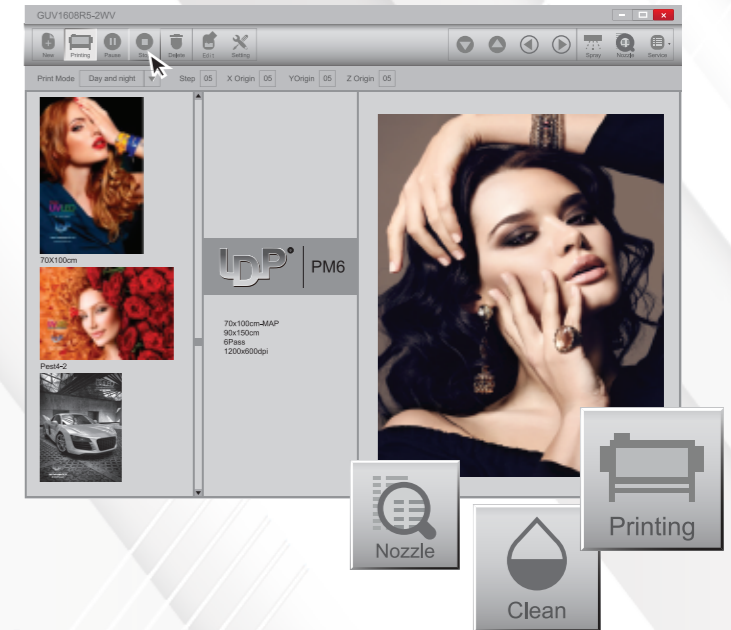 GUV1608R5-2WV
New Printing Pause Stop Delete Edit Setting Spray Nozzle Service
Print Mode Day and night Step 05 X Origin 05 YOrigin 05 Z Origin 05
70X100cm
Pest4-2
LDP PM6
70x100cm-MAP
90x150cm
6Pass
1200x600dpi
Nozzle
Clean
Printing